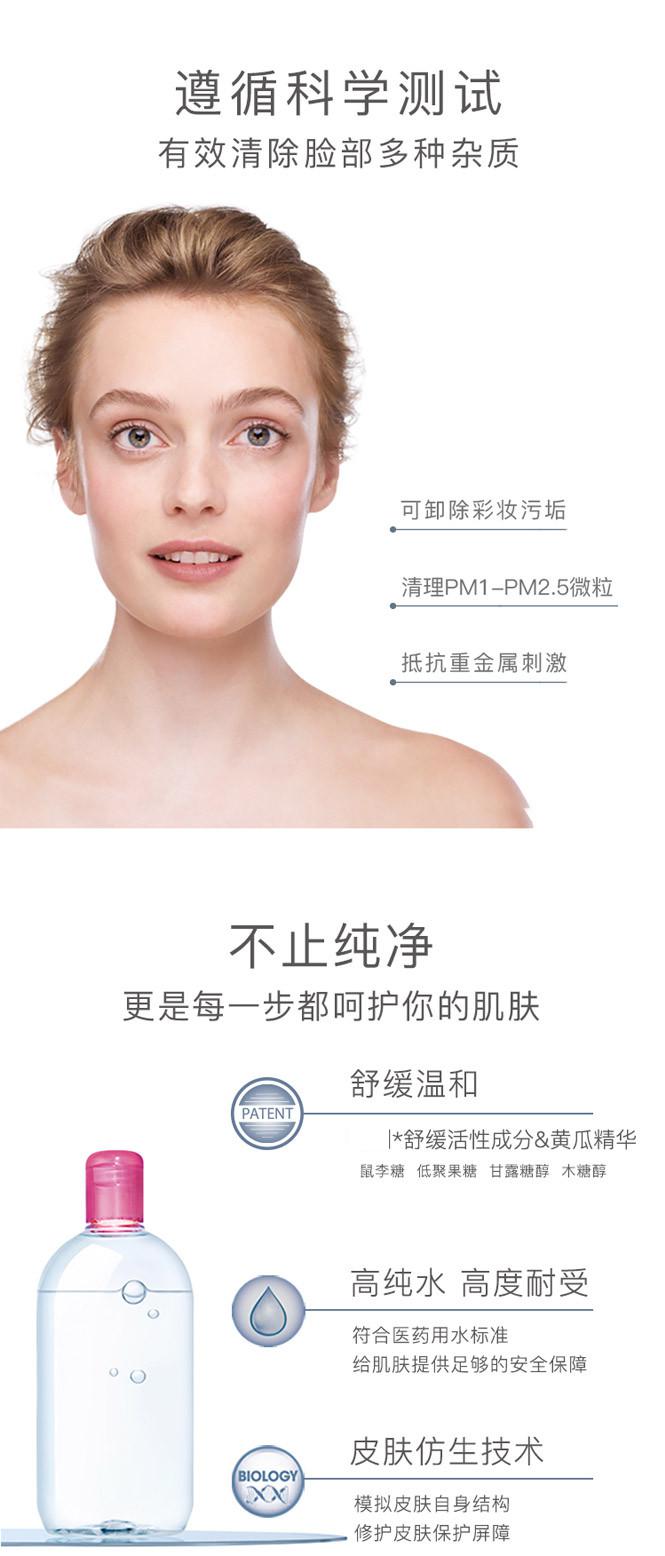 遵循科学测试
有效清除脸部多种杂质
可卸除彩妆污垢
清理PM1-PM2.5微粒
抵抗重金属刺激
不止纯净
更是每一步都呵护你的肌肤
舒缓温和
PATENT
*舒缓活性成分&黄瓜精华
鼠李糖 低聚果糖 甘露糖醇 木糖醇
高纯水 高度耐受
符合医药用水标准
给肌肤提供足够的安全保障
皮肤仿生技术
BIOLOGY
模拟皮肤自身结构
修护皮肤保护屏障